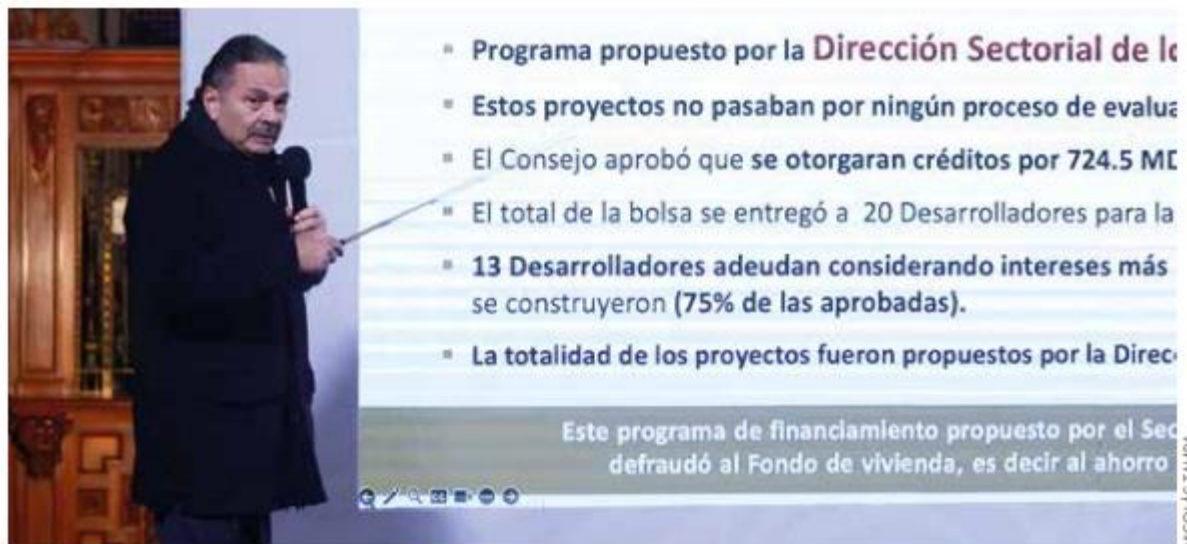 Programa propuesto por la Dirección Sectorial de lo
Estos proyectos no pasaban por ningún proceso de evalua
El Consejo aprobó que se otorgaran créditos por 724.5 MD
El total de la bolsa se entregó a 20 Desarrolladores para la
13 Desarrolladores adeudan considerando intereses más
se construyeron (75% de las aprobadas).
La totalidad de los proyectos fueron propuestos por la Direc
Este programa de financiamiento propuesto por el Sec
defraudó al Fondo de vivienda, es decir al ahorro